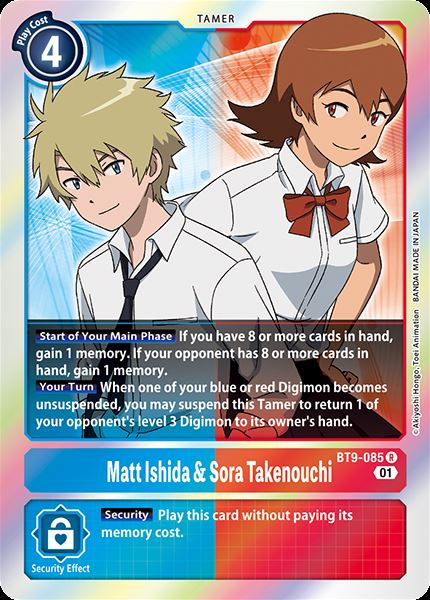 TAMER
Play Cost
4
Start of Your Main Phase If you have 8 or more cards in hand,
gain 1 memory. If your opponent has 8 or more cards in
hand, gain 1 memory.
Your Turn When one of your blue or red Digimon becomes
unsuspended, you may suspend this Tamer to return 1 of
your opponent's level 3 Digimon to its owner's hand.
©Akiyoshi Hongo, Toei Animation BANDAI MADE IN JAPAN
BT9-085 R
Matt Ishida & Sora Takenouchi
01
Security Play this card without paying its
memory cost.
Security Effect